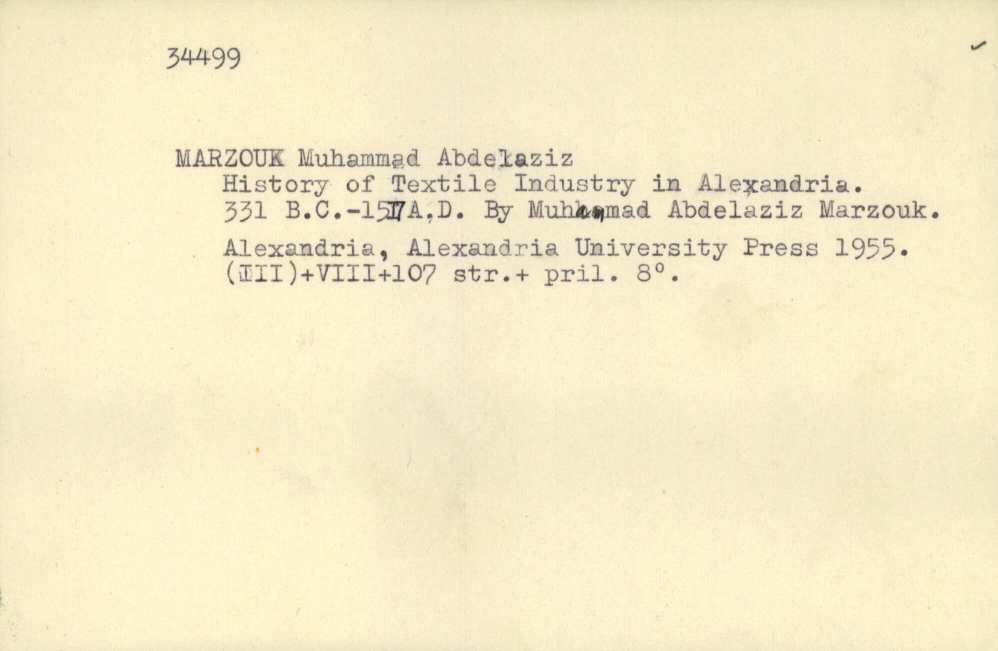 34499
MARZOUK Muhammad Abdelaziz
History of Textile Industry in Alexandria.
331 B.C.-1517 A.D. By Muhammad Abdelaziz Marzouk.
Alexandria, Alexandria University Press 1955.
(III)+VIII+107 str.+ pril. 8°.